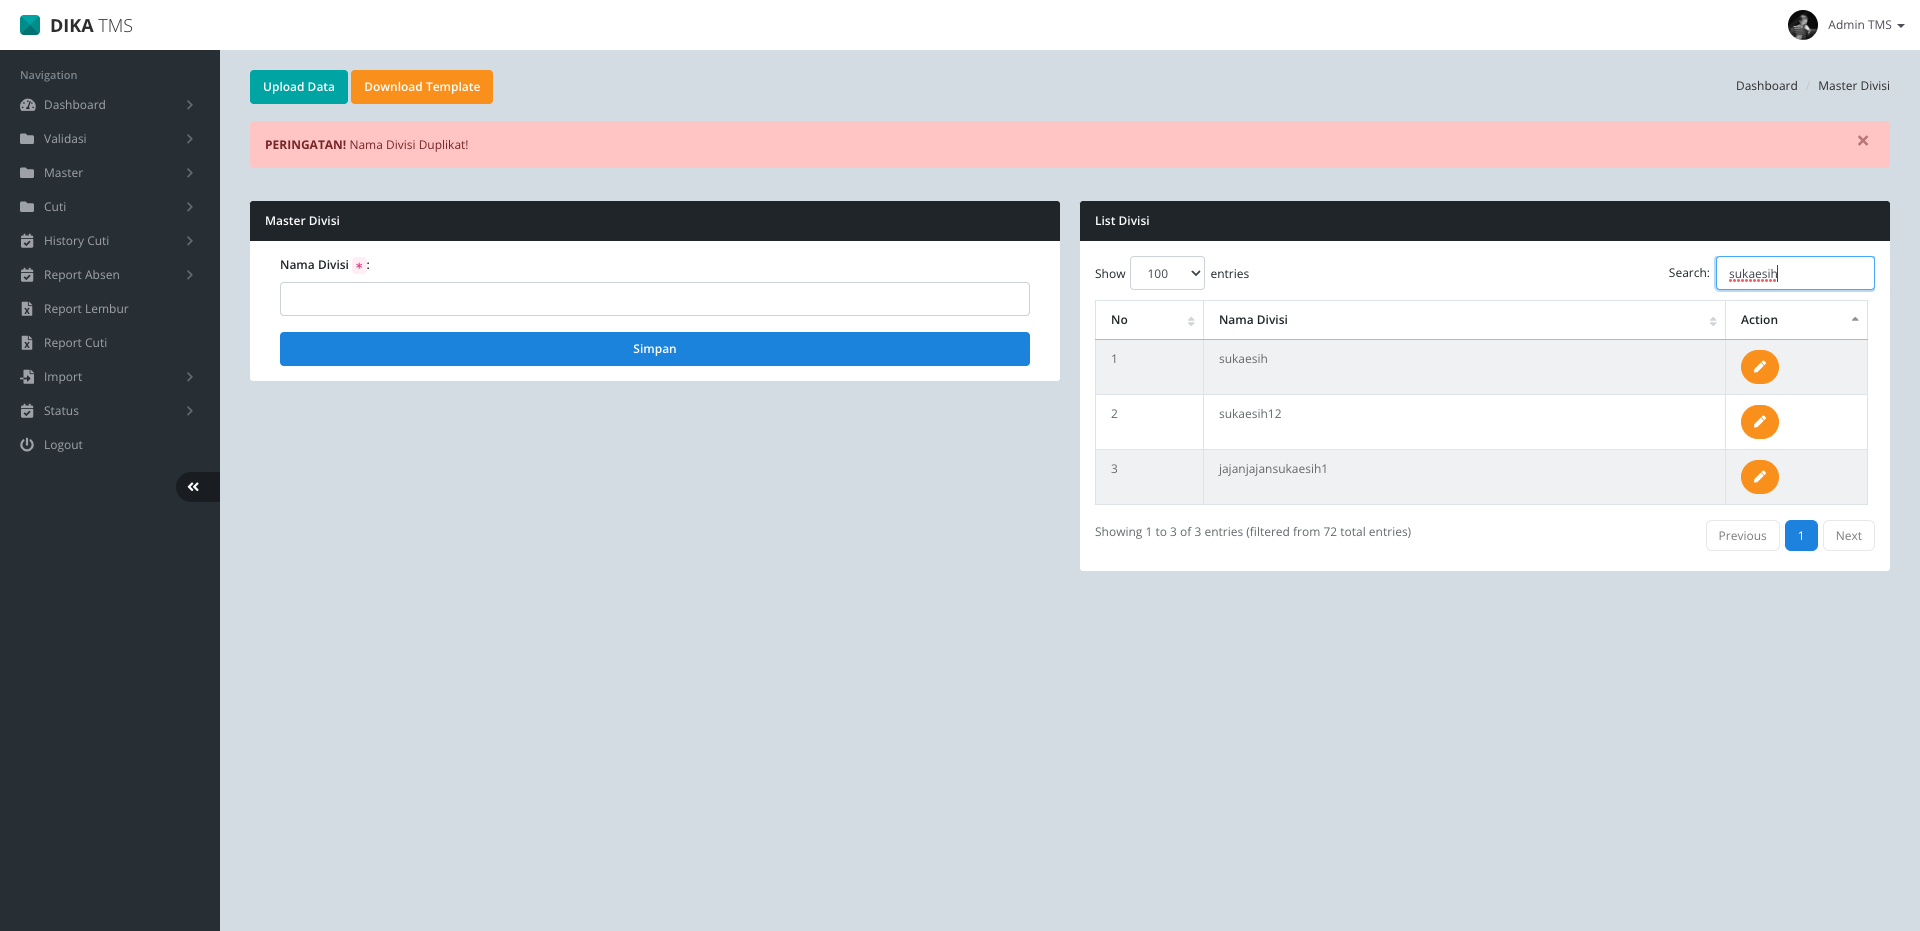 DIKA TMS
Admin TMS
Navigation
Dashboard
Validasi
Master
Cuti
History Cuti
Report Absen
Report Lembur
Report Cuti
Import
Status
Logout
Upload Data
Download Template
Dashboard / Master Divisi
PERINGATAN! Nama Divisi Duplikat!
×
Master Divisi
Nama Divisi * :
Simpan
List Divisi
Show 100 entries
Search: sukaesih
No Nama Divisi Action
1 sukaesih
2 sukaesih12
3 jajanjajansukaesih1
Showing 1 to 3 of 3 entries (filtered from 72 total entries)
Previous 1 Next